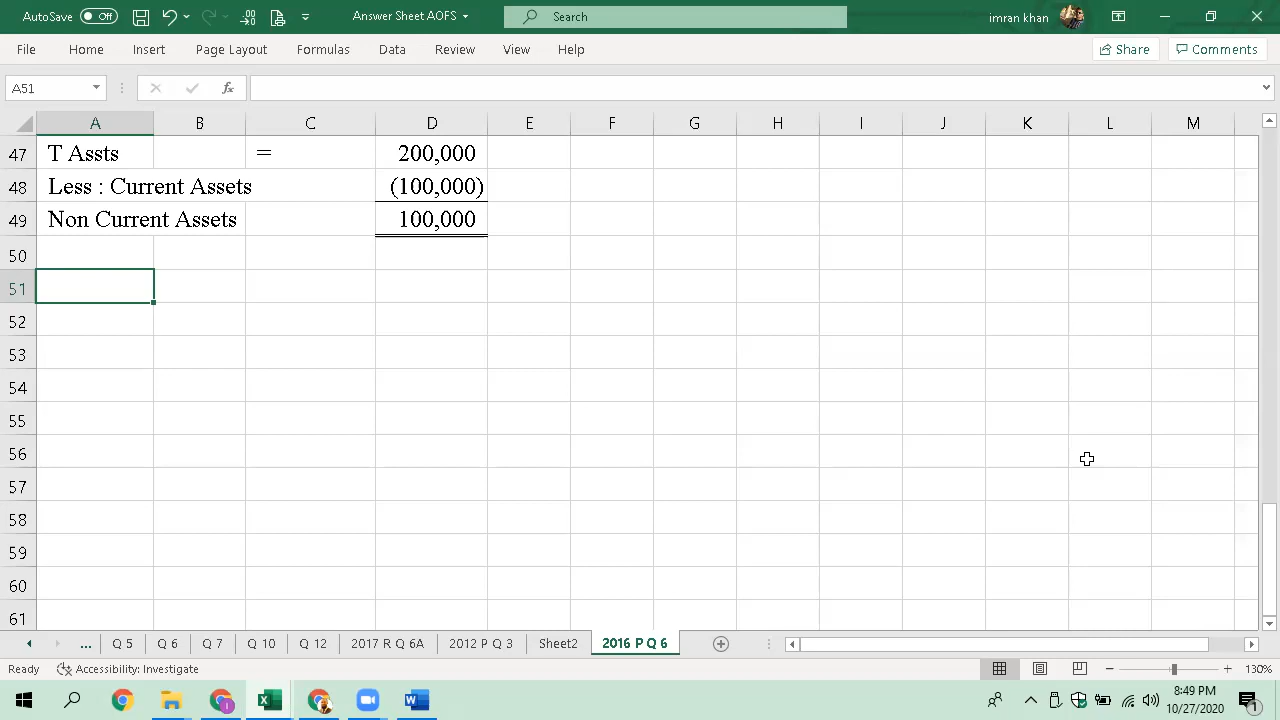 AutoSave Off Answer Sheet AOFS Search imran khan
File Home Insert Page Layout Formulas Data Review View Help Share Comments
A51 fx
A B C D E F G H I J K L M
47 T Assts = 200,000
48 Less : Current Assets (100,000)
49 Non Current Assets 100,000
50
51
52
53
54
55
56
57
58
59
60
61
... Q 5 Q 6 Q 7 Q 10 Q 12 2017 R Q 6A 2012 P Q 3 Sheet2 2016 P Q 6
Ready Accessibility: Investigate 130%
8:49 PM
10/27/2020 1